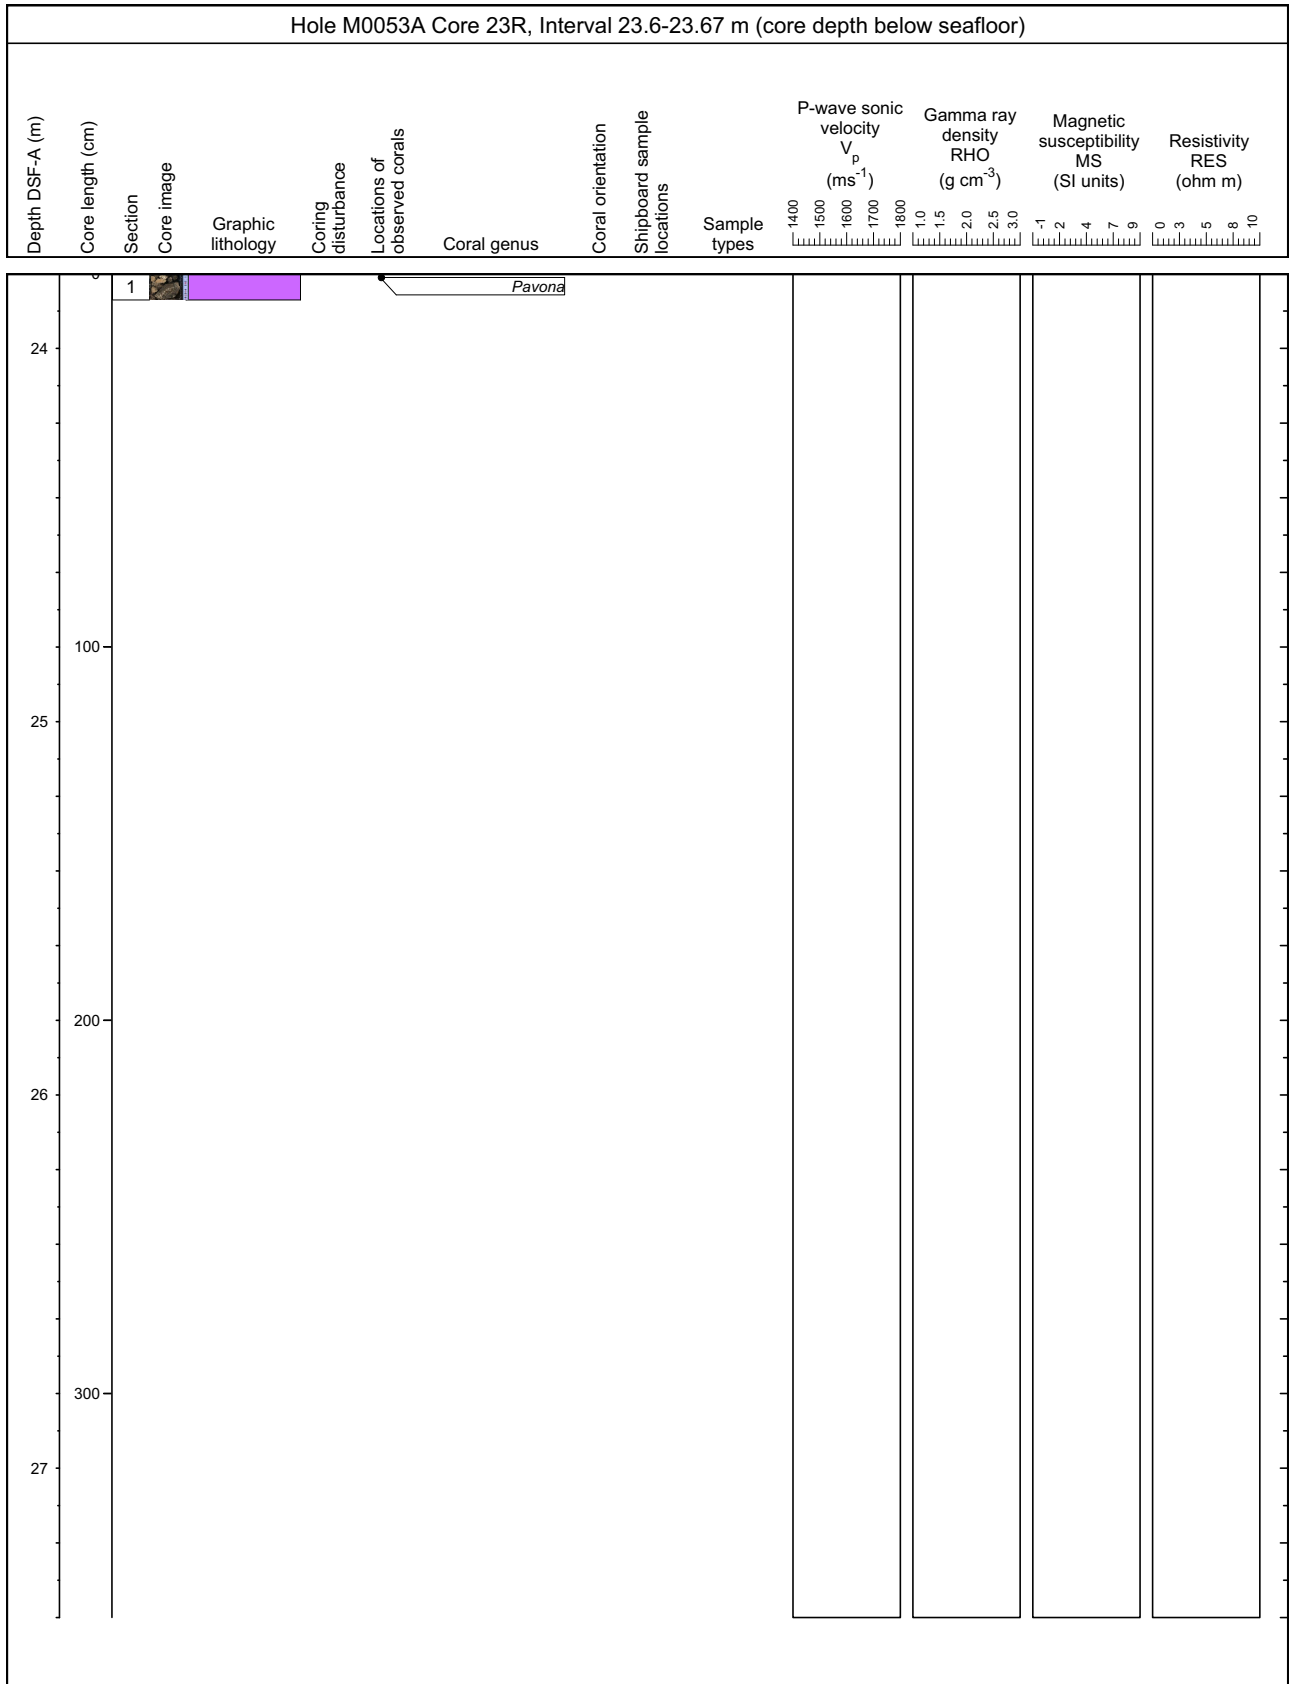 Hole M0053A Core 23R, Interval 23.6-23.67 m (core depth below seafloor)
Depth DSF-A (m)
Core length (cm)
Section
Core image
Graphic
lithology
Coring
disturbance
Locations of
observed corals
Coral genus
Coral orientation
Shipboard sample
locations
Sample
types
P-wave sonic
velocity
Vp
(ms-1)
1400 1500 1600 1700 1800
Gamma ray
density
RHO
(g cm-3)
1.0 1.5 2.0 2.5 3.0
Magnetic
susceptibility
MS
(SI units)
-1 2 4 7 9
Resistivity
RES
(ohm m)
0 3 5 8 10
0
1
Pavona
24
100
25
200
26
300
27